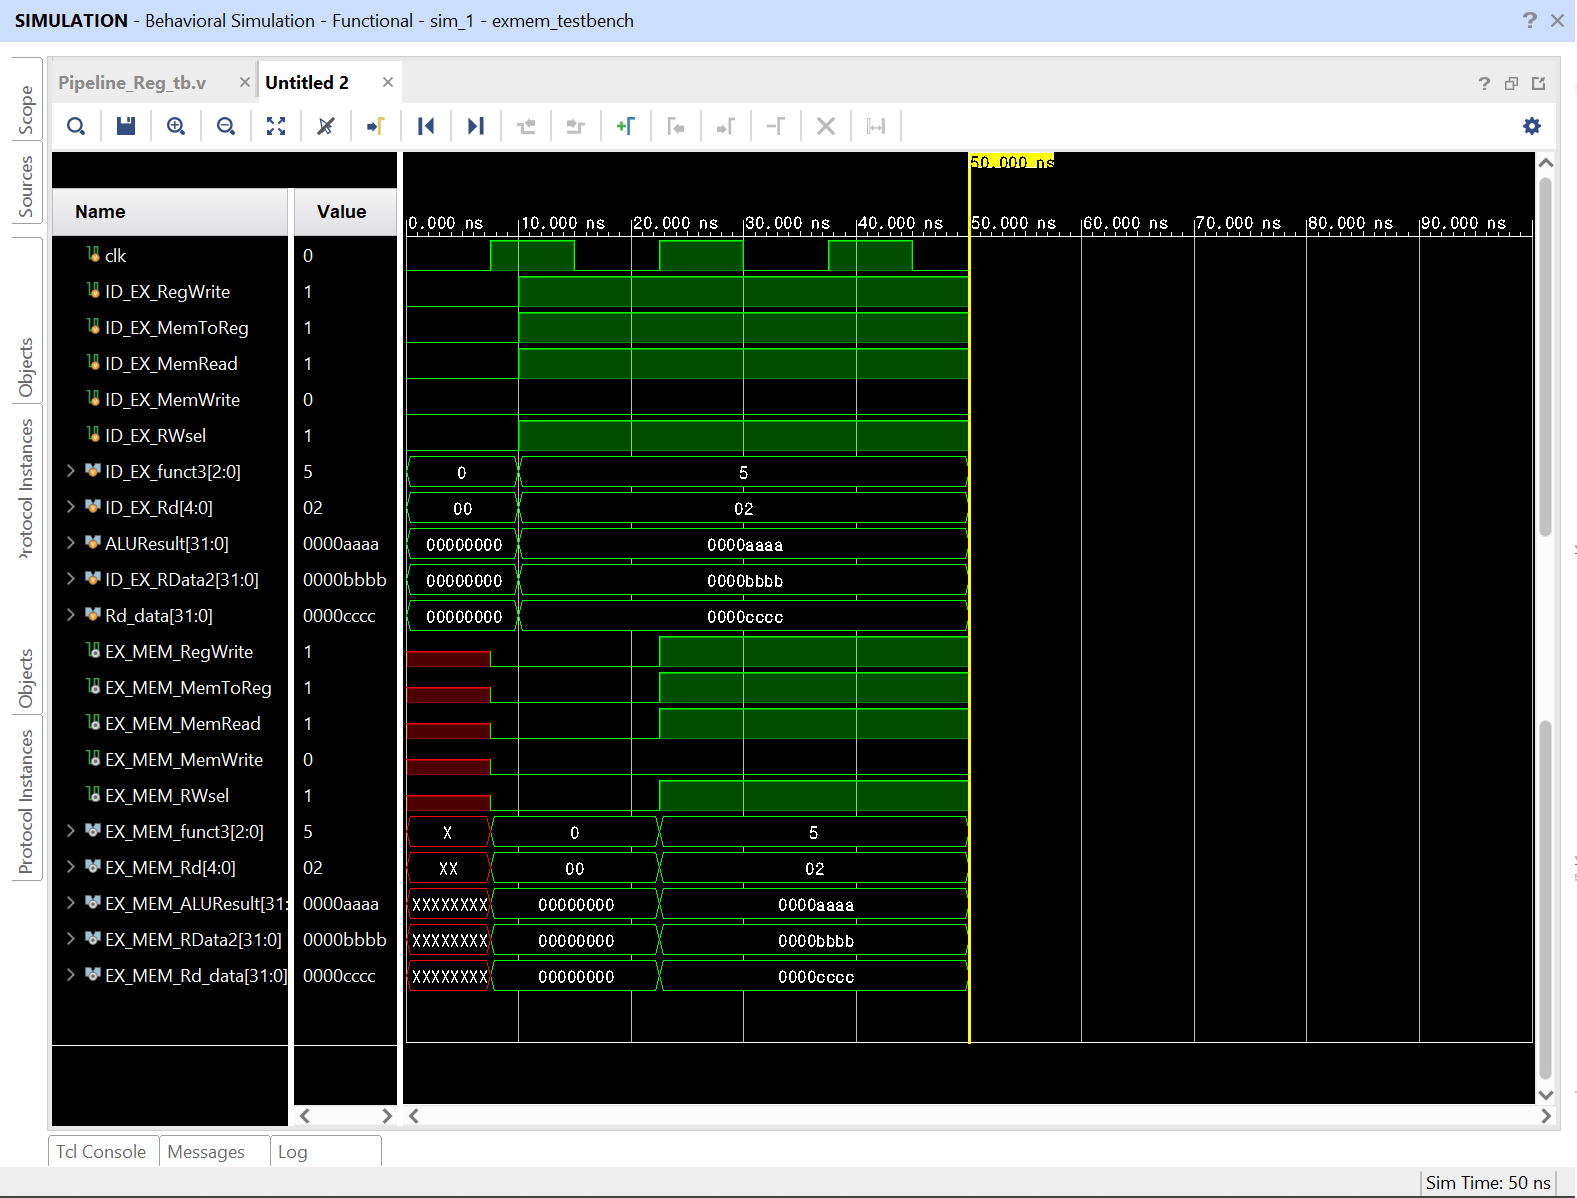 SIMULATION - Behavioral Simulation - Functional - sim_1 - exmem_testbench
Pipeline_Reg_tb.v
Untitled 2
Scope
Sources
Objects
Protocol Instances
Objects
Protocol Instances
50.000 ns
Name Value
0.000 ns 10.000 ns 20.000 ns 30.000 ns 40.000 ns 50.000 ns 60.000 ns 70.000 ns 80.000 ns 90.000 ns
clk 0
ID_EX_RegWrite 1
ID_EX_MemToReg 1
ID_EX_MemRead 1
ID_EX_MemWrite 0
ID_EX_RWsel 1
ID_EX_funct3[2:0] 5 0 5
ID_EX_Rd[4:0] 02 00 02
ALUResult[31:0] 0000aaaa 00000000 0000aaaa
ID_EX_RData2[31:0] 0000bbbb 00000000 0000bbbb
Rd_data[31:0] 0000cccc 00000000 0000cccc
EX_MEM_RegWrite 1
EX_MEM_MemToReg 1
EX_MEM_MemRead 1
EX_MEM_MemWrite 0
EX_MEM_RWsel 1
EX_MEM_funct3[2:0] 5 X 0 5
EX_MEM_Rd[4:0] 02 XX 00 02
EX_MEM_ALUResult[31: 0000aaaa XXXXXXXX 00000000 0000aaaa
EX_MEM_RData2[31:0] 0000bbbb XXXXXXXX 00000000 0000bbbb
EX_MEM_Rd_data[31:0] 0000cccc XXXXXXXX 00000000 0000cccc
Tcl Console Messages Log
Sim Time: 50 ns